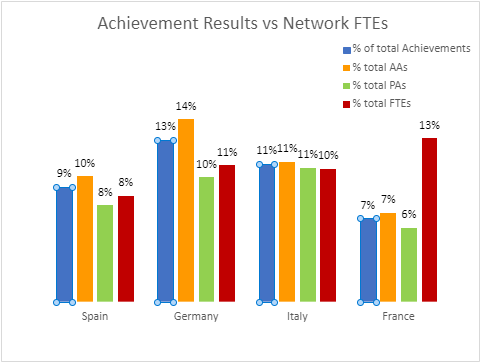 Achievement Results vs Network FTEs
% of total Achievements
% total AAs
% total PAs
% total FTEs
9% 10% 8% 8%
13% 14% 10% 11%
11% 11% 11% 10%
7% 7% 6% 13%
Spain Germany Italy France